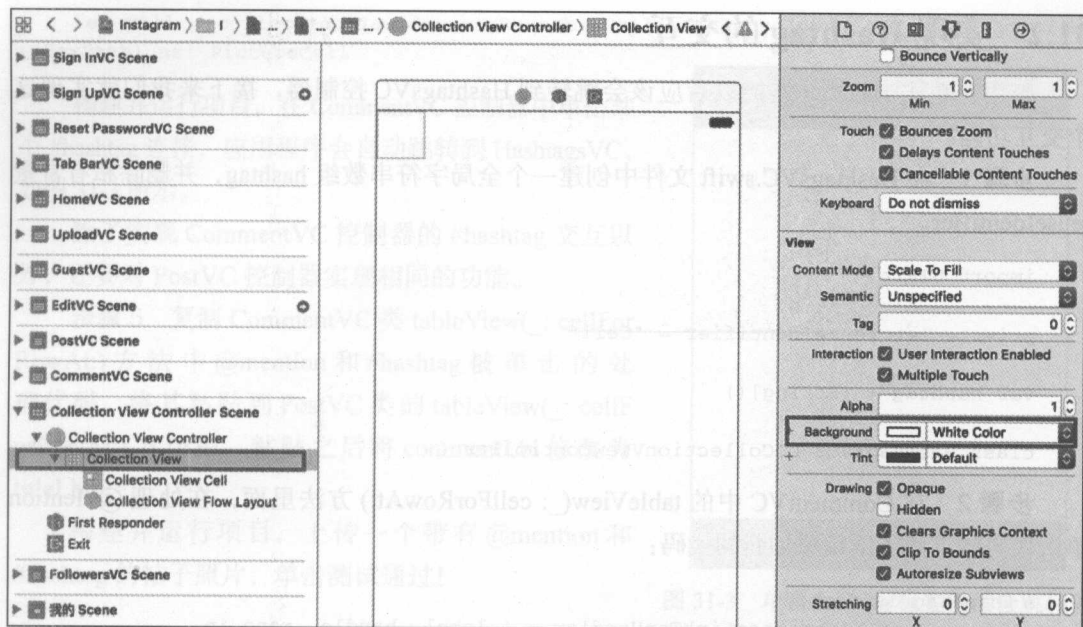 Instagram
I
...
...
Collection View Controller
Collection View
Sign InVC Scene
Sign UpVC Scene
Reset PasswordVC Scene
Tab BarVC Scene
HomeVC Scene
UploadVC Scene
GuestVC Scene
EditVC Scene
PostVC Scene
CommentVC Scene
Collection View Controller Scene
Collection View Controller
Collection View
Collection View Cell
Collection View Flow Layout
First Responder
Exit
FollowersVC Scene
我的 Scene
Bounce Vertically
Zoom 1 1
Min Max
Touch Bounces Zoom
Delays Content Touches
Cancellable Content Touches
Keyboard Do not dismiss
View
Content Mode Scale To Fill
Semantic Unspecified
Tag 0
Interaction User Interaction Enabled
Multiple Touch
Alpha 1
Background White Color
Tint Default
Drawing Opaque
Hidden
Clears Graphics Context
Clip To Bounds
Autoresize Subviews
Stretching 0 0
X Y